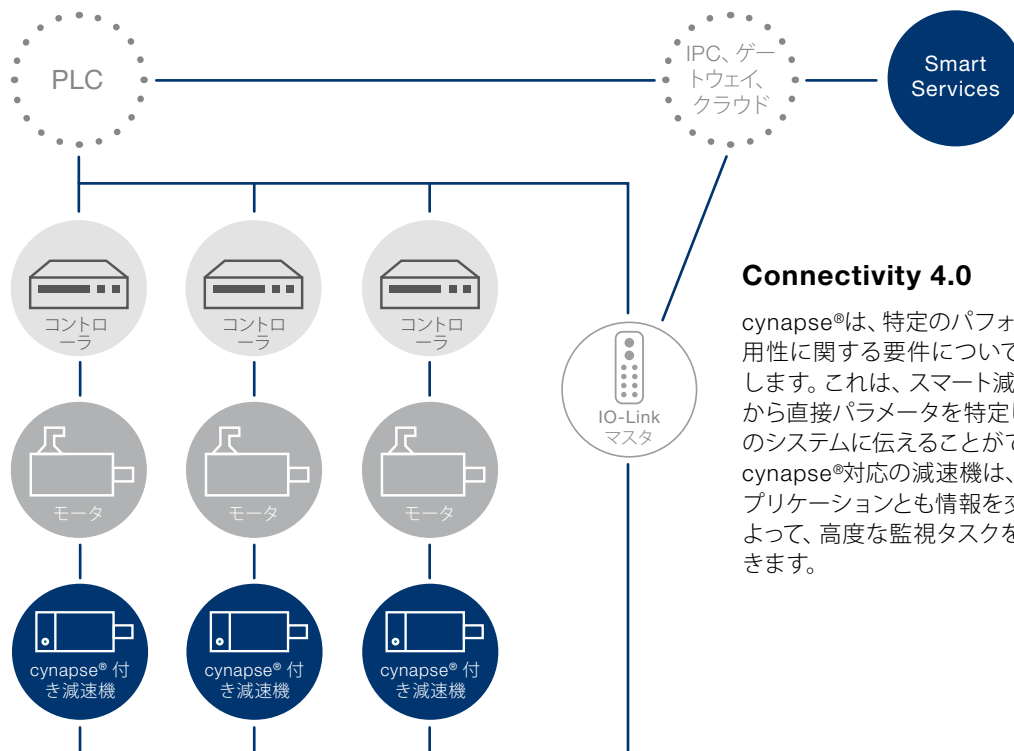 PLC
IPC、ゲー
トウェイ、
クラウド
Smart
Services
コントロ
ーラ
コントロ
ーラ
コントロ
ーラ
IO-Link
マスタ
モータ
モータ
モータ
cynapse® 付
き減速機
cynapse® 付
き減速機
cynapse® 付
き減速機
Connectivity 4.0
cynapse®は、特定のパフォ
用性に関する要件について
します。これは、スマート減
から直接パラメータを特定
のシステムに伝えることがで
cynapse®対応の減速機は、
プリケーションとも情報を交
よって、高度な監視タスクを
きます。